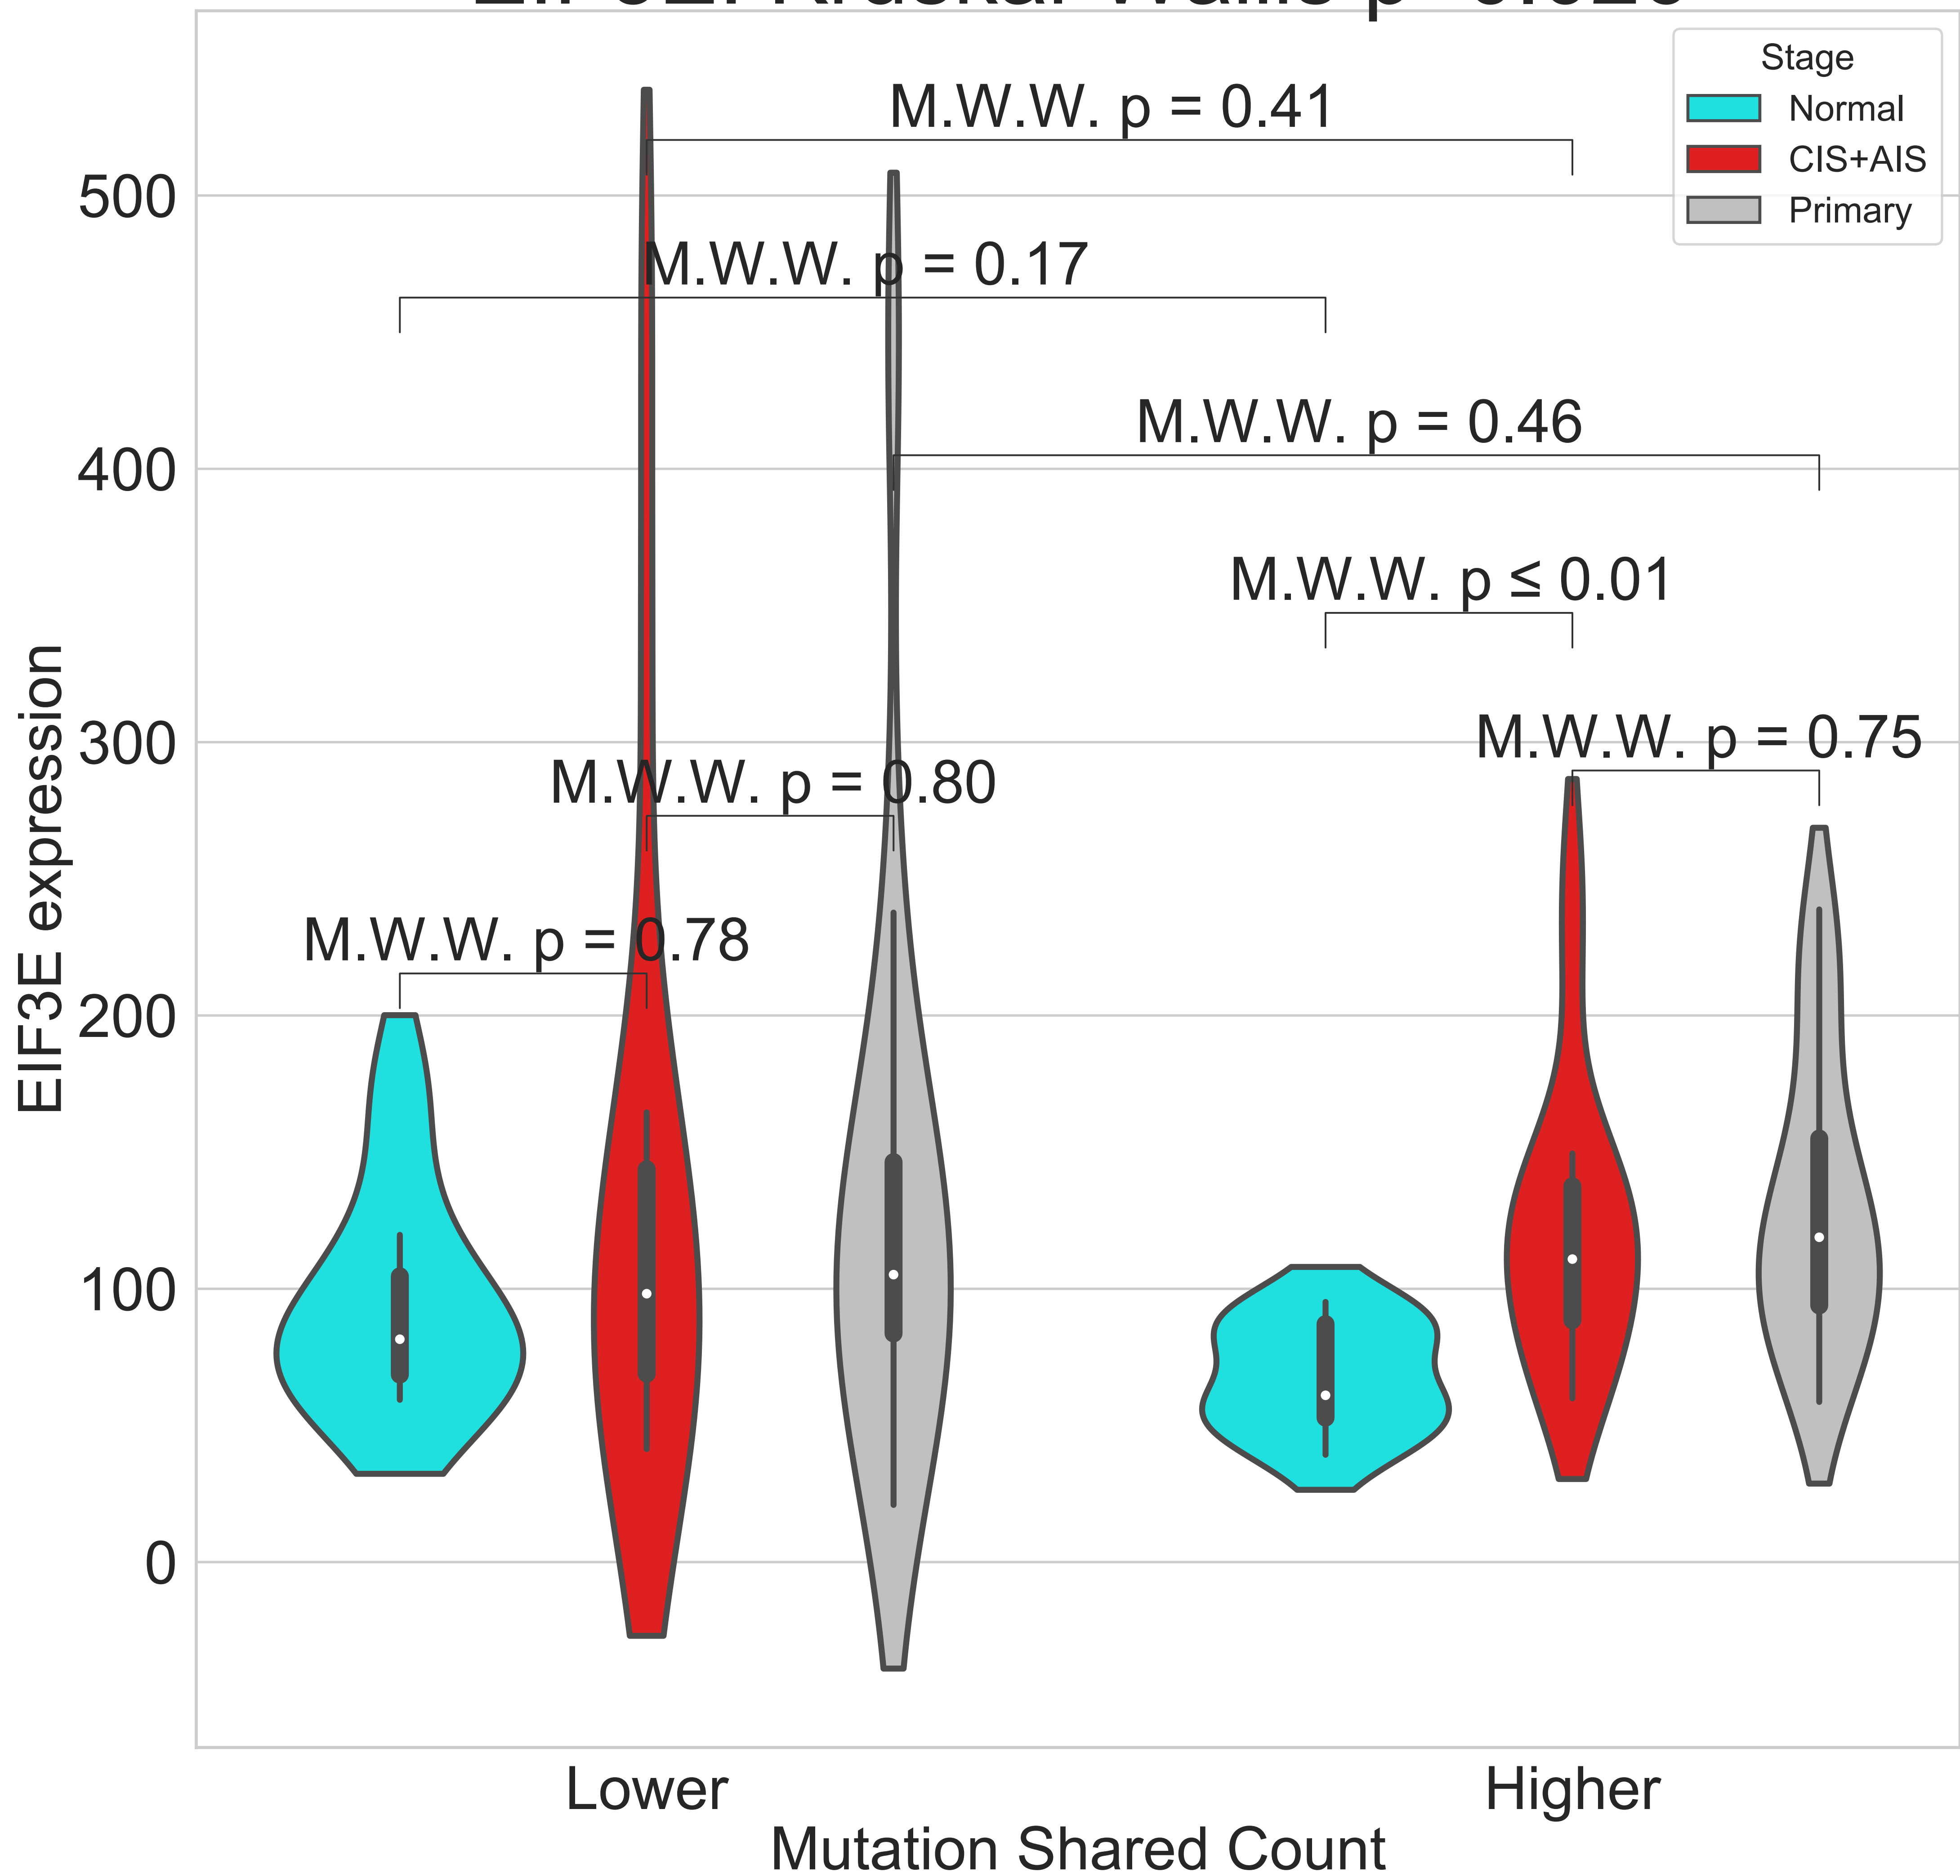 Stage
Normal
CIS+AIS
Primary
M.W.W. p = 0.41
M.W.W. p = 0.17
M.W.W. p = 0.46
M.W.W. p ≤ 0.01
M.W.W. p = 0.75
M.W.W. p = 0.80
M.W.W. p = 0.78
500
400
300
200
100
0
EIF3E expression
Lower
Higher
Mutation Shared Count